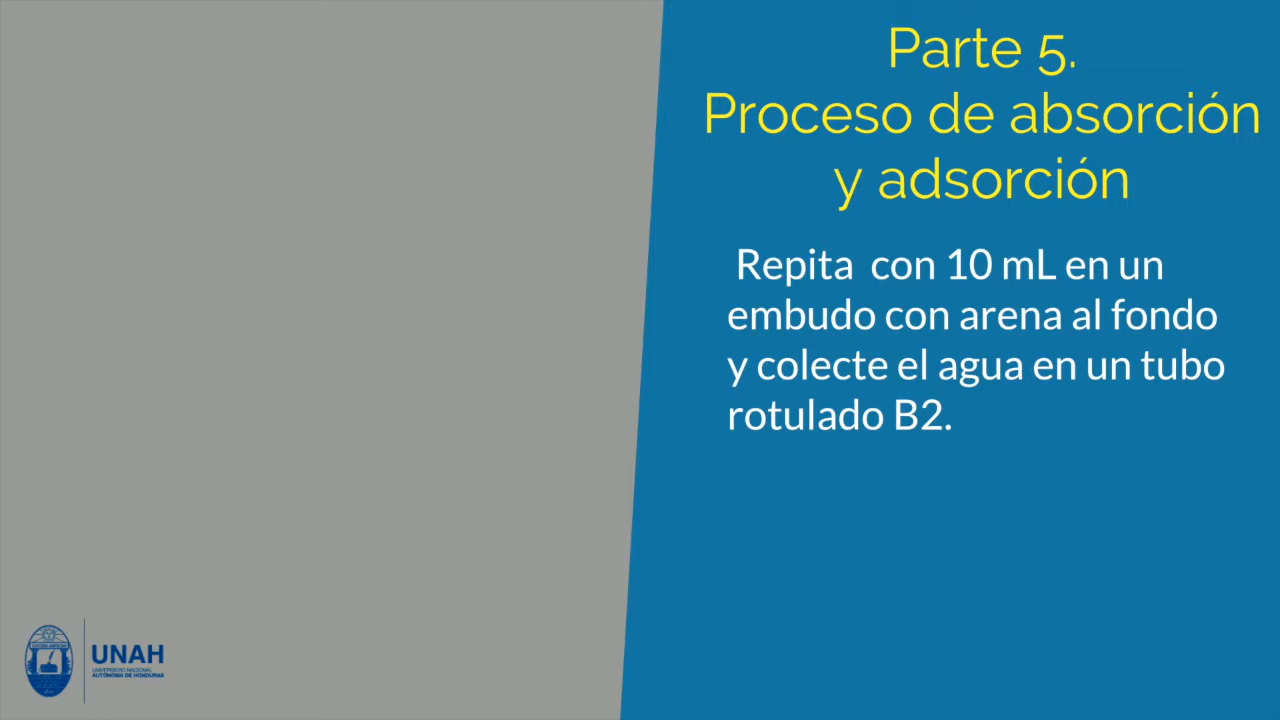 Parte 5.
Proceso de absorción
y adsorción
Repita con 10 mL en un
embudo con arena al fondo
y colecte el agua en un tubo
rotulado B2.
UNAH
UNIVERSIDAD NACIONAL
AUTÓNOMA DE HONDURAS